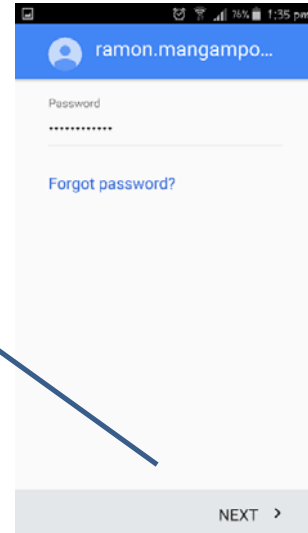 76% 1:35 pm
ramon.mangampo...
Password
............
Forgot password?
NEXT >